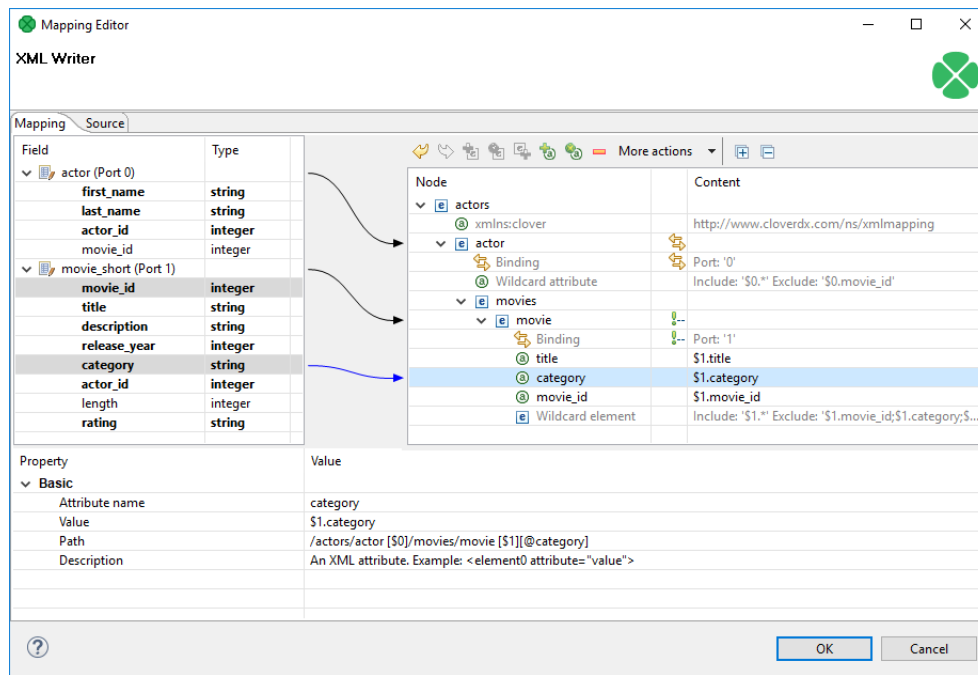 Mapping Editor
XML Writer
Mapping Source
Field Type
actor (Port 0)
first_name string
last_name string
actor_id integer
movie_id integer
movie_short (Port 1)
movie_id integer
title string
description string
release_year integer
category string
actor_id integer
length integer
rating string
More actions
Node Content
actors
xmlns:clover http://www.cloverdx.com/ns/xmlmapping
actor
Binding Port: '0'
Wildcard attribute Include: '$0.*' Exclude: '$0.movie_id'
movies
movie
Binding Port: '1'
title $1.title
category $1.category
movie_id $1.movie_id
Wildcard element Include: '$1.*' Exclude: '$1.movie_id;$1.category;$...
Property Value
Basic
Attribute name category
Value $1.category
Path /actors/actor [$0]/movies/movie [$1][@category]
Description An XML attribute. Example: <element0 attribute="value">
OK Cancel